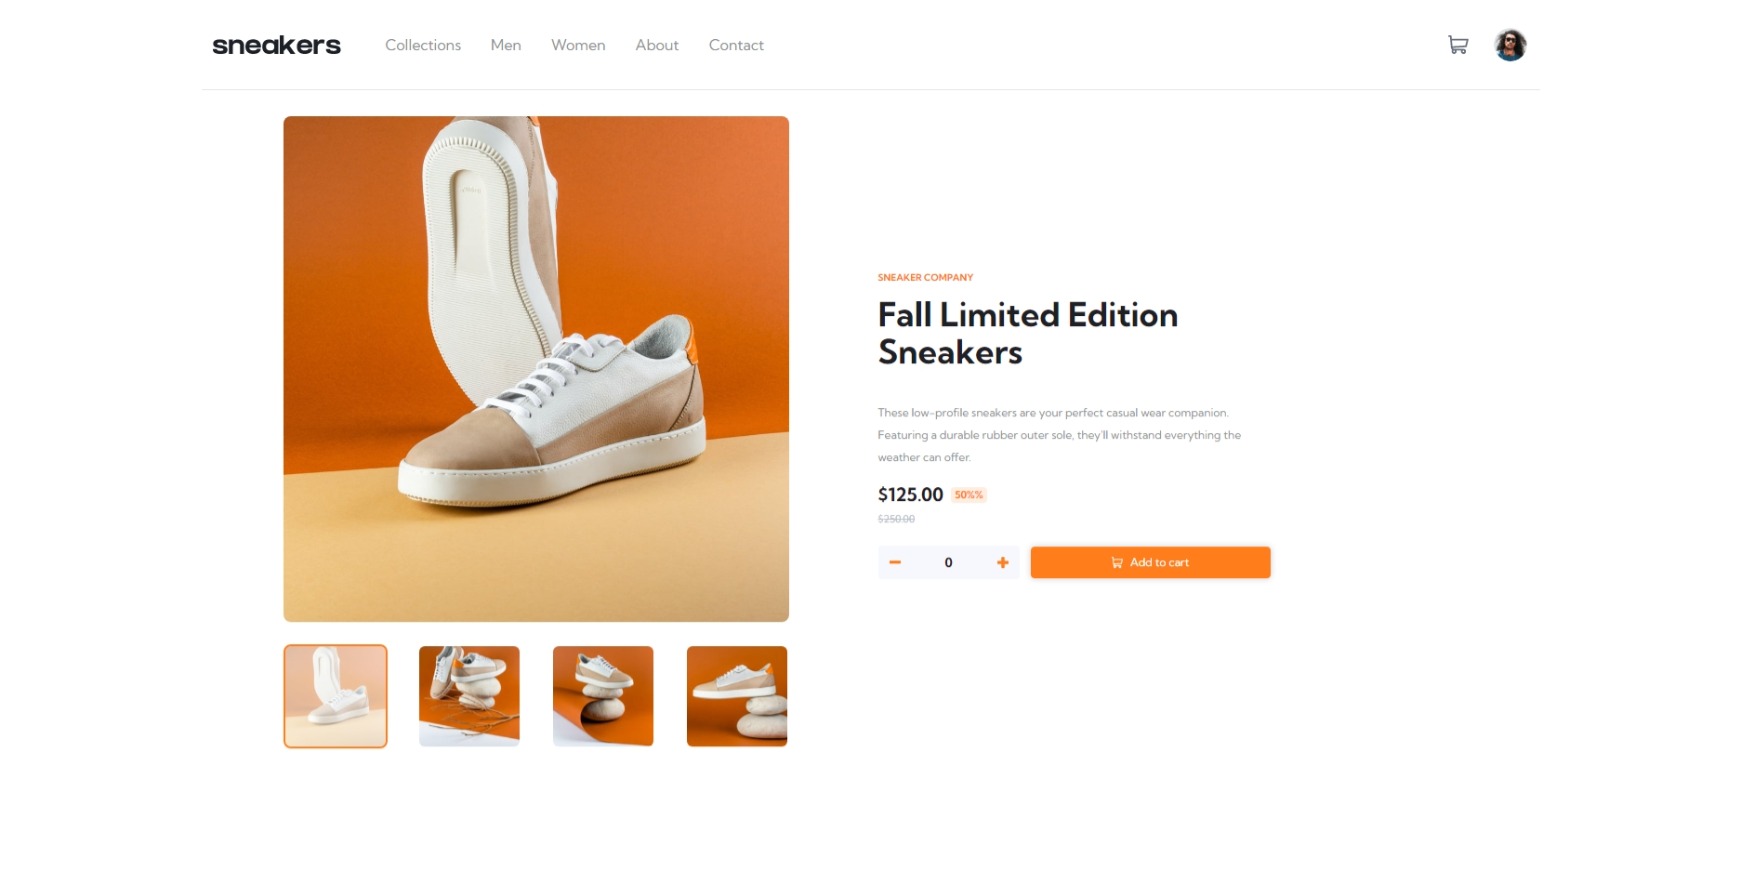 sneakers
Collections Men Women About Contact
SNEAKER COMPANY
Fall Limited Edition
Sneakers
These low-profile sneakers are your perfect casual wear companion.
Featuring a durable rubber outer sole, they'll withstand everything the
weather can offer.
$125.00 50%%
$250.00
0 Add to cart